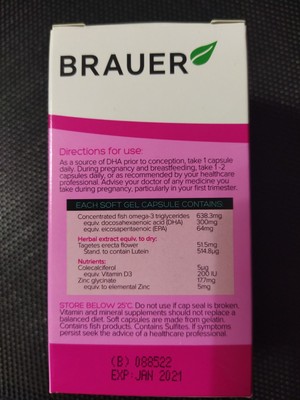 BRAUER
Directions for use:
As a source of DHA prior to conception, take 1 capsule
daily. During pregnancy and breastfeeding, take 1-2
capsules daily, or as recommended by your healthcare
professional. Advise your doctor of any medicine you
take during pregnancy, particularly in your first trimester.
EACH SOFT GEL CAPSULE CONTAINS:
Concentrated fish omega-3 triglycerides 638.3mg
equiv. docosahexaenoic acid (DHA) 300mg
equiv. eicosapentaenoic (EPA) 64mg
Herbal extract equiv. to dry:
Tagetes erecta flower 51.5mg
Stand. to contain Lutein 514.8µg
Nutrients:
Colecalciferol 5µg
equiv. Vitamin D3 200 IU
Zinc glycinate 17.7mg
equiv. to elemental Zinc 5mg
STORE BELOW 25°C. Do not use if cap seal is broken.
Vitamin and mineral supplements should not replace a
balanced diet. Soft capsules are made from gelatin.
Contains fish products. Contains Sulfites. If symptoms
persist seek the advice of a healthcare professional.
(B) 088522
EXP: JAN 2021